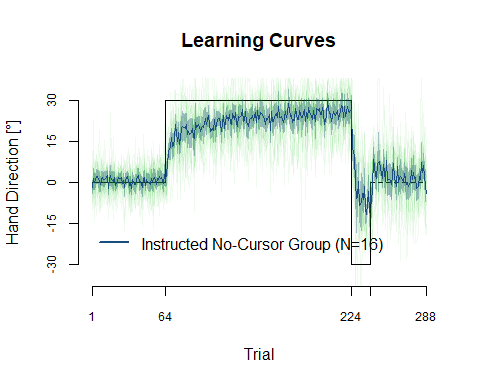 Learning Curves
Hand Direction [°]
30
15
0
-15
-30
Instructed No-Cursor Group (N=16)
1
64
224
288
Trial